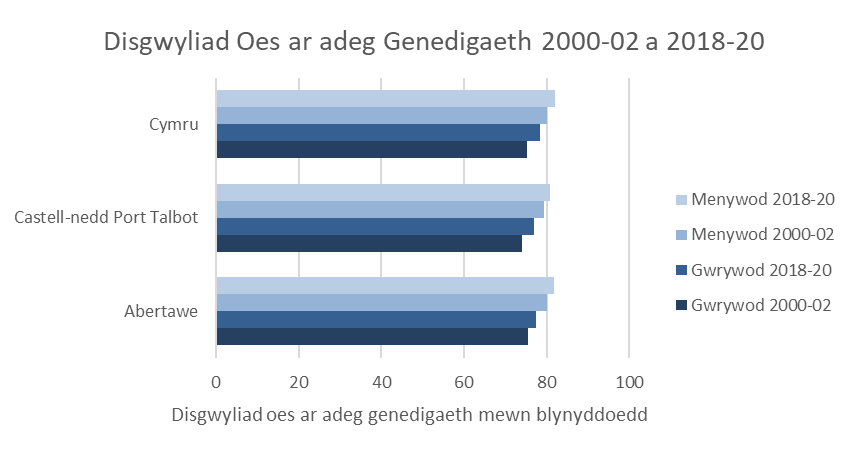 Disgwyliad Oes ar adeg Genedigaeth 2000-02 a 2018-20
Cymru
Castell-nedd Port Talbot
Abertawe
0 20 40 60 80 100
Disgwyliad oes ar adeg genedigaeth mewn blynyddoedd
Menywod 2018-20
Menywod 2000-02
Gwrywod 2018-20
Gwrywod 2000-02